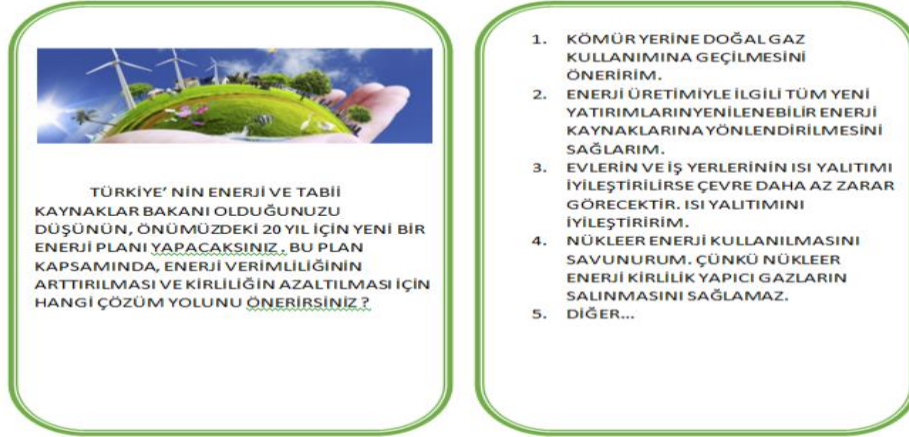 TÜRKİYE' NİN ENERJİ VE TABİİ
KAYNAKLAR BAKANI OLDUĞUNUZU
DÜŞÜNÜN, ÖNÜMÜZDEKİ 20 YIL İÇİN YENİ BİR
ENERJİ PLANI YAPACAKSINIZ . BU PLAN
KAPSAMINDA, ENERJİ VERİMLİLİĞİNİN
ARTTIRILMASI VE KİRLİLİĞİN AZALTILMASI İÇİN
HANGİ ÇÖZÜM YOLUNU ÖNERİRSİNİZ ?
1. KÖMÜR YERİNE DOĞAL GAZ
KULLANIMINA GEÇİLMESİNİ
ÖNERİRİM.
2. ENERJİ ÜRETİMİYLE İLGİLİ TÜM YENİ
YATIRIMLARINYENİLENEBİLİR ENERJİ
KAYNAKLARINA YÖNLENDİRİLMESİNİ
SAĞLARIM.
3. EVLERİN VE İŞ YERLERİNİN ISI YALITIMI
İYİLEŞTİRİLİRSE ÇEVRE DAHA AZ ZARAR
GÖRECEKTİR. ISI YALITIMINI
İYİLEŞTİRİRİM.
4. NÜKLEER ENERJİ KULLANILMASINI
SAVUNURUM. ÇÜNKÜ NÜKLEER
ENERJİ KİRLİLİK YAPICI GAZLARIN
SALINMASINI SAĞLAMAZ.
5. DİĞER...